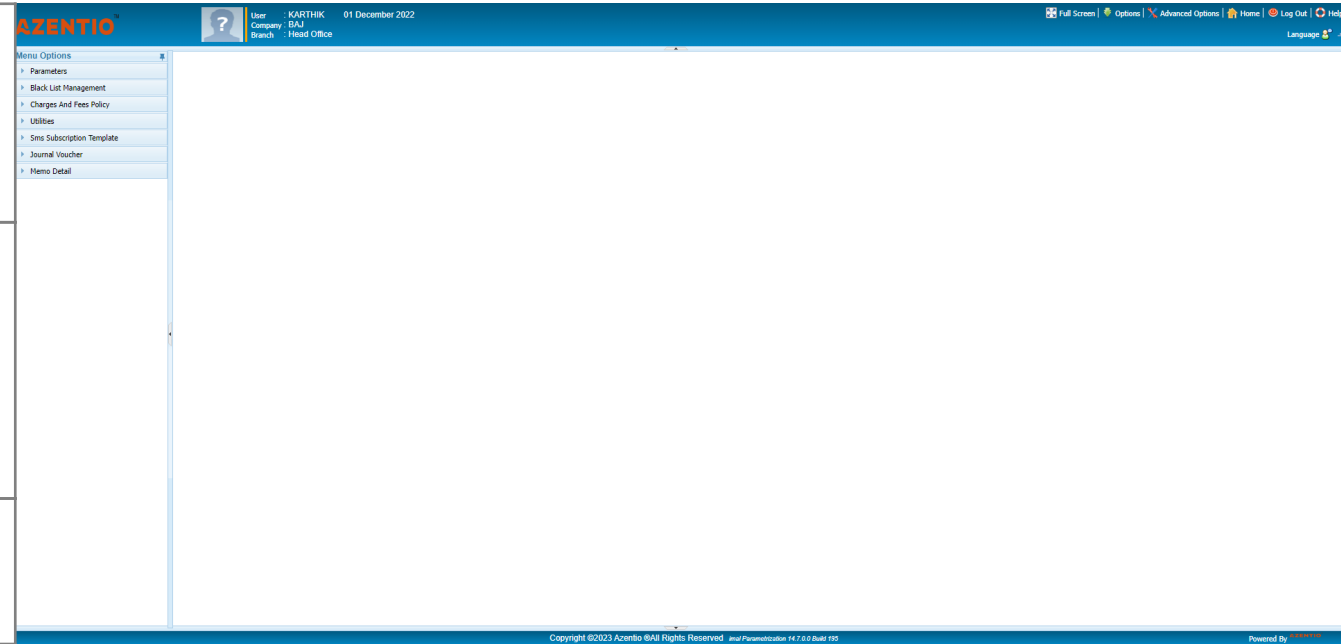 AZENTIO™
User : KARTHIK 01 December 2022
Company : BAJ
Branch : Head Office
Full Screen | Options | Advanced Options | Home | Log Out | Help
Language
Menu Options
Parameters
Black List Management
Charges And Fees Policy
Utilities
Sms Subscription Template
Journal Voucher
Memo Detail
Copyright ©2023 Azentio ®All Rights Reserved imal Parametrization 14.7.0.0 Build 195
Powered By AZENTIO